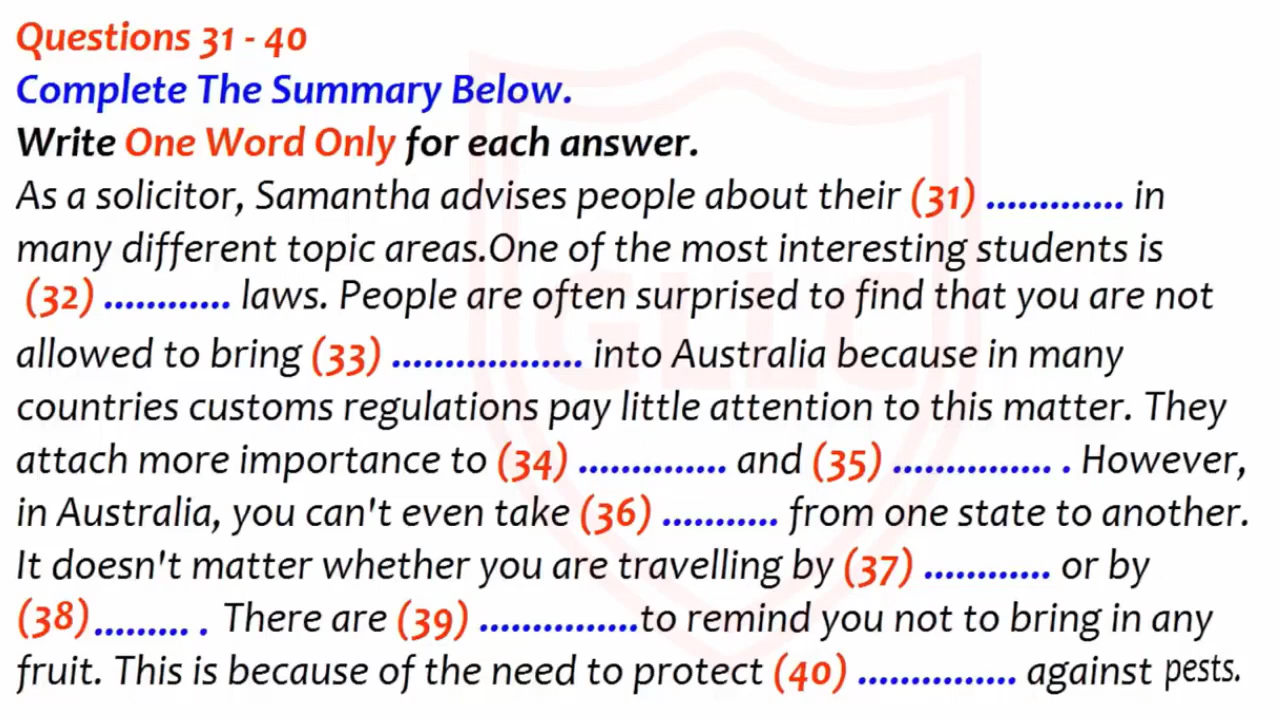 Questions 31 - 40
Complete The Summary Below.
Write One Word Only for each answer.
As a solicitor, Samantha advises people about their (31) ............. in
many different topic areas.One of the most interesting students is
(32) ............ laws. People are often surprised to find that you are not
allowed to bring (33) .................. into Australia because in many
countries customs regulations pay little attention to this matter. They
attach more importance to (34) .............. and (35) ............... . However,
in Australia, you can't even take (36) ........... from one state to another.
It doesn't matter whether you are travelling by (37) ............ or by
(38) ......... . There are (39) ...............to remind you not to bring in any
fruit. This is because of the need to protect (40) ............... against pests.
GLLC